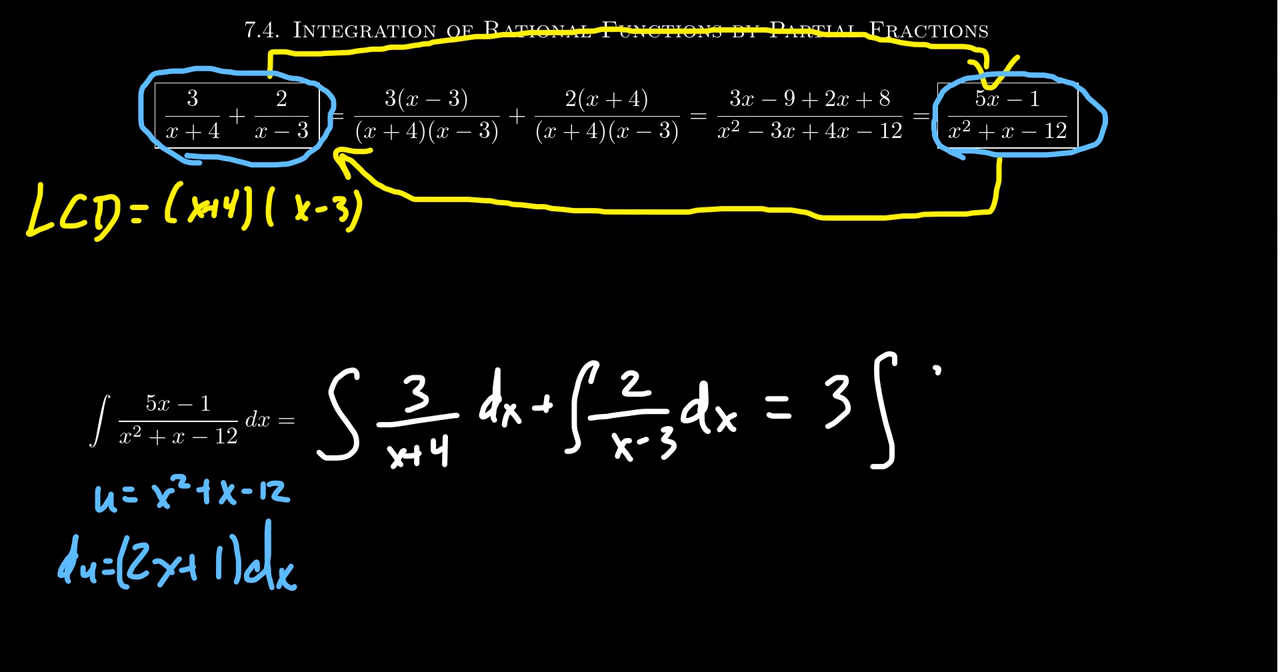 7.4. Integration of Rational Functions by Partial Fractions
3/(x + 4) + 2/(x − 3) = 3(x − 3)/((x + 4)(x − 3)) + 2(x + 4)/((x + 4)(x − 3)) = (3x − 9 + 2x + 8)/(x² − 3x + 4x − 12) = (5x − 1)/(x² + x − 12)
LCD = (x+4)(x-3)
∫ (5x − 1)/(x² + x − 12) dx = ∫ 3/(x+4) dx + ∫ 2/(x-3) dx = 3 ∫
u = x² + x - 12
du = (2x + 1)dx